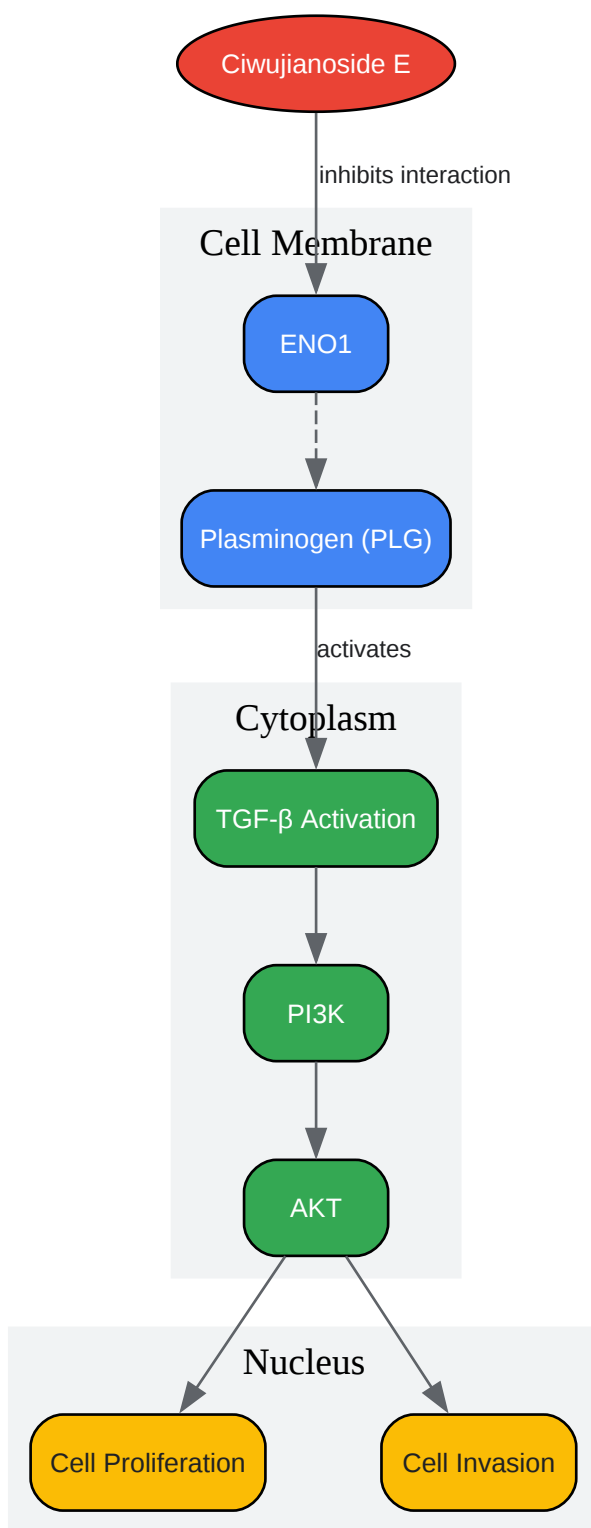 Ciwujianoside E
inhibits interaction
Cell Membrane
ENO1
Plasminogen (PLG)
activates
Cytoplasm
TGF-β Activation
PI3K
AKT
Nucleus
Cell Proliferation
Cell Invasion